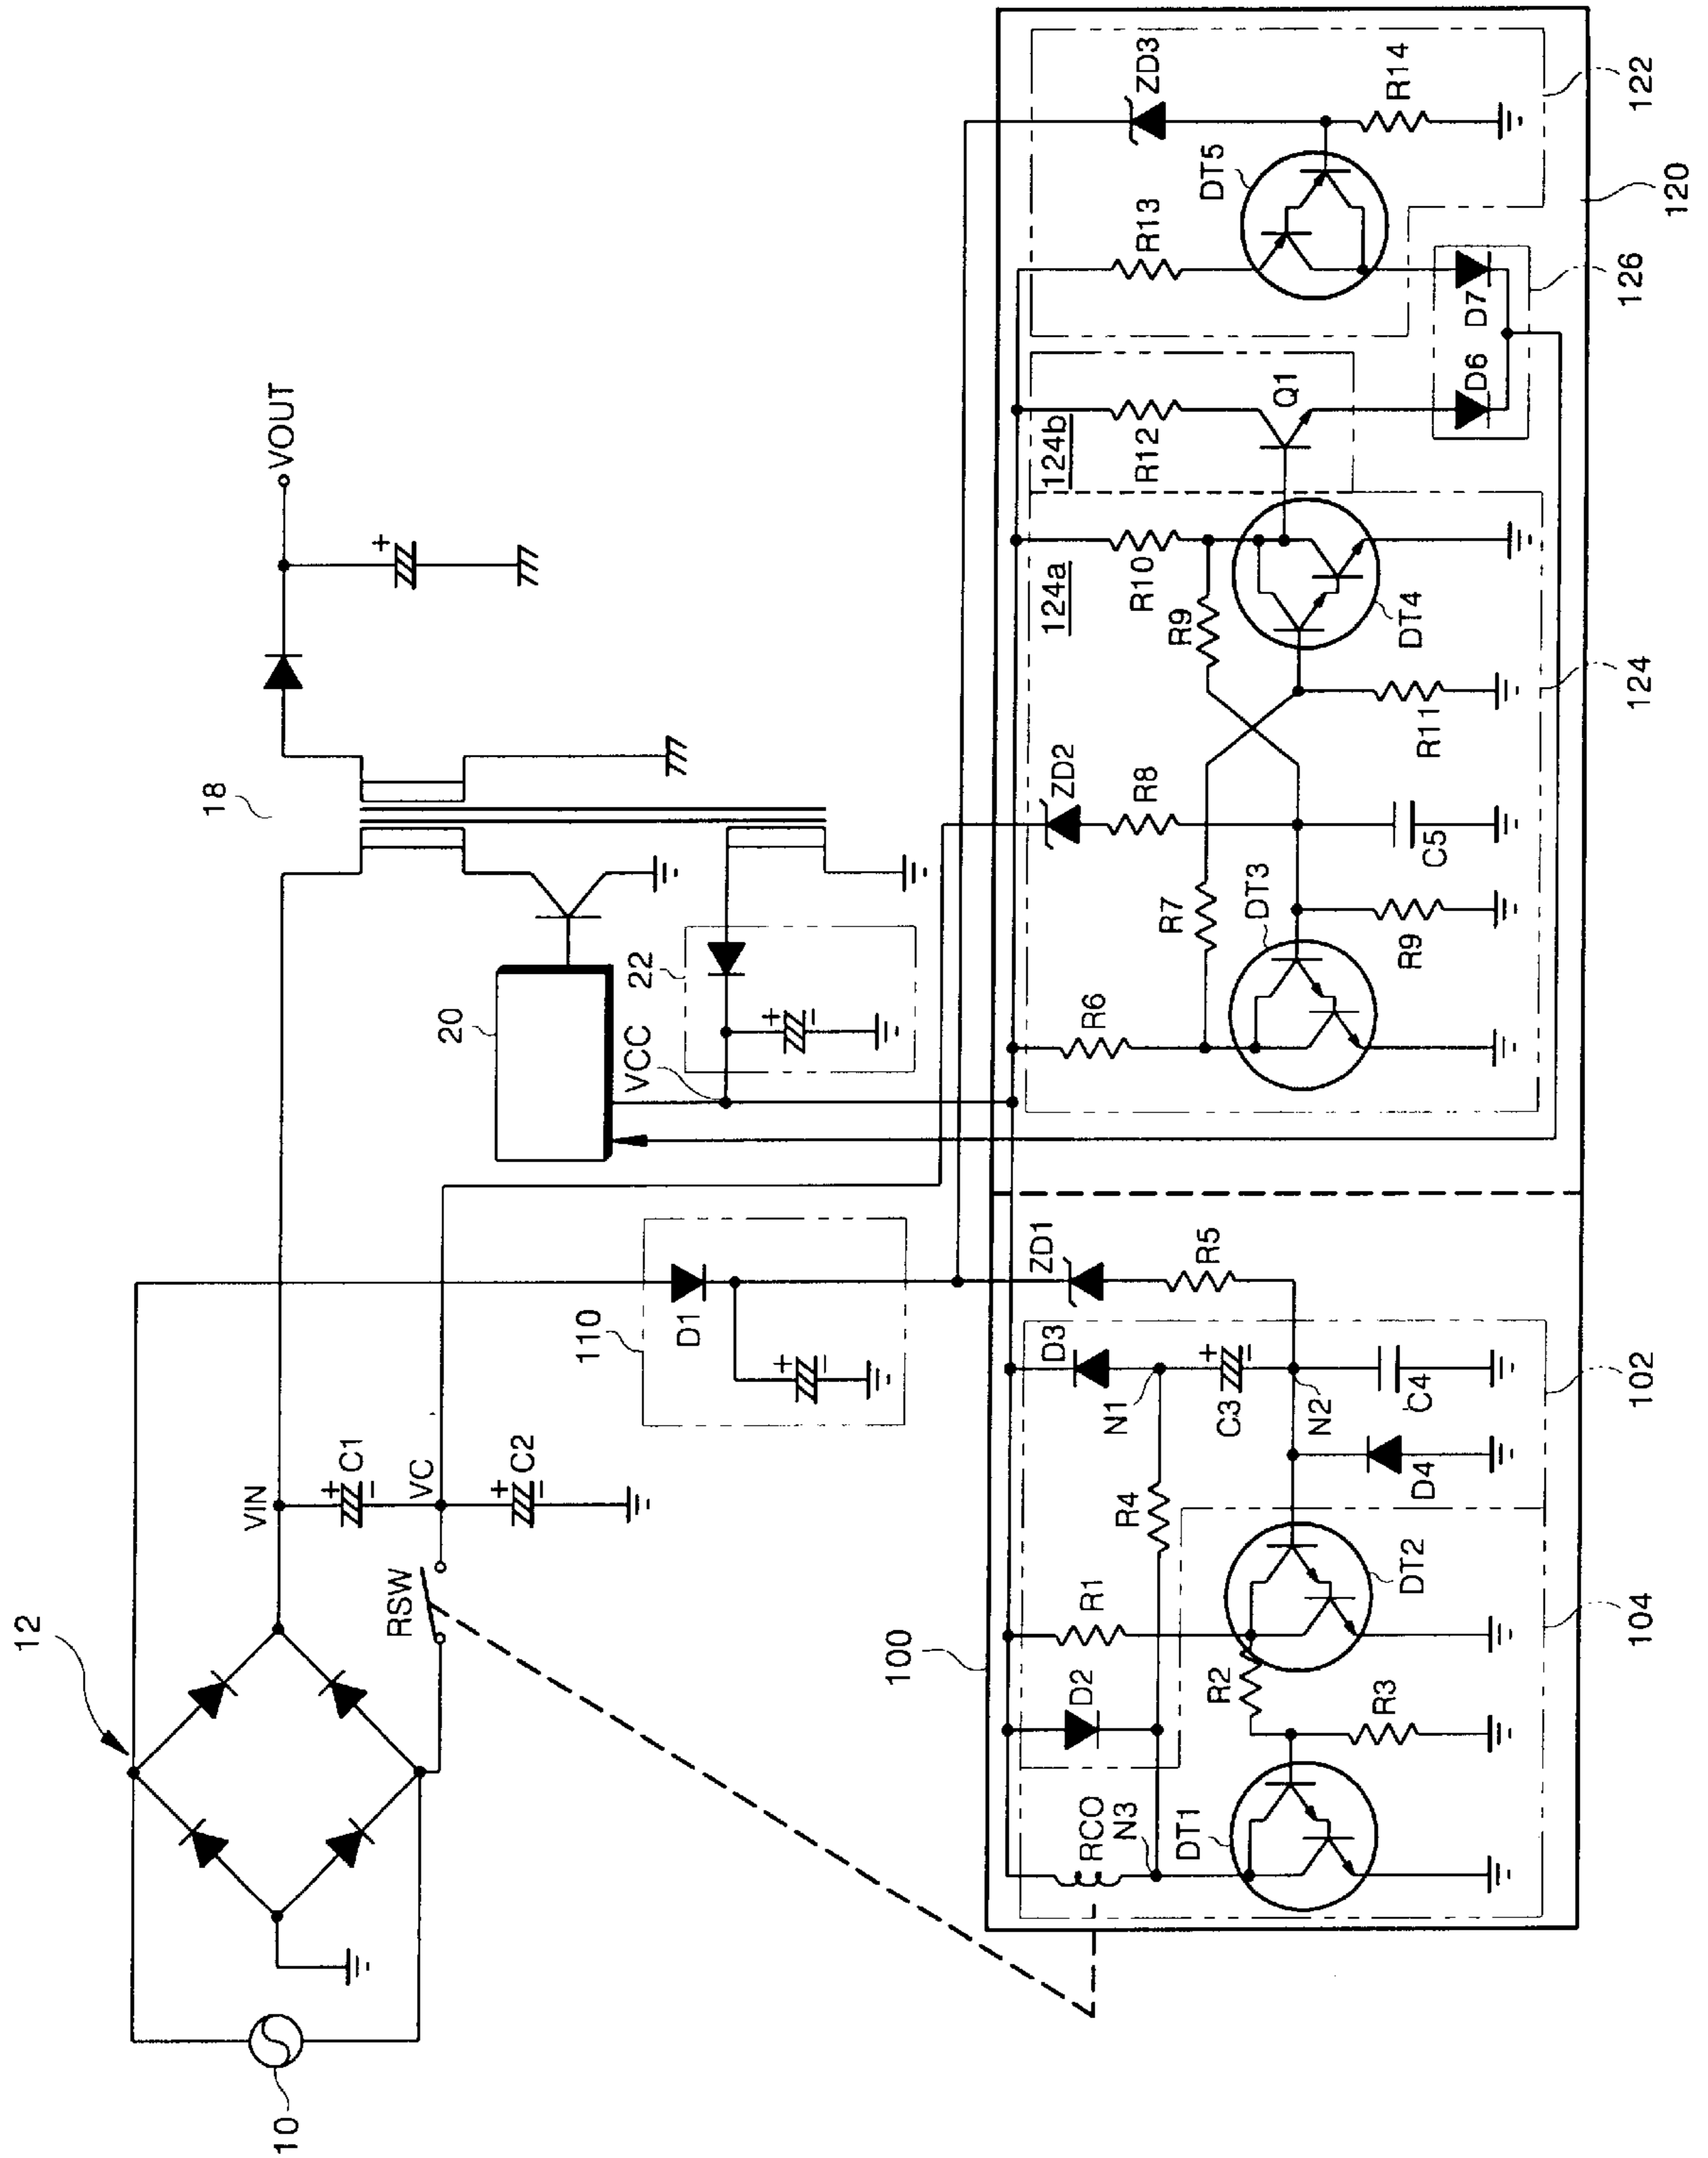 12
10
VIN
C1
VC
C2
RSW
18
VOUT
+
20
22
VCC
+
110
D1
+
100
RCO
N3
DT1
D2
R2
R3
R1
DT2
R4
D3
N1
C3
+
N2
D4
C4
ZD1
R5
102
104
R6
R7
DT3
R9
ZD2
R8
C5
R9
R10
R11
DT4
124a
124b
R12
Q1
124
R13
DT5
ZD3
R14
D6
D7
126
122
120